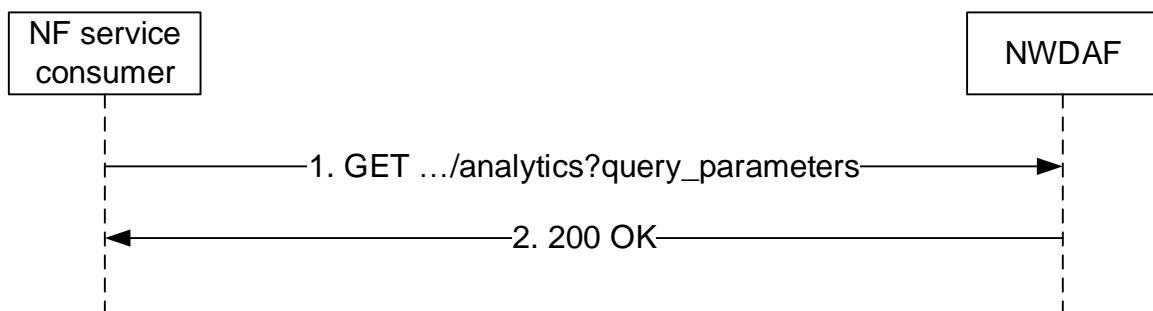 NF service
consumer
NWDAF
1. GET …/analytics?query_parameters
2. 200 OK